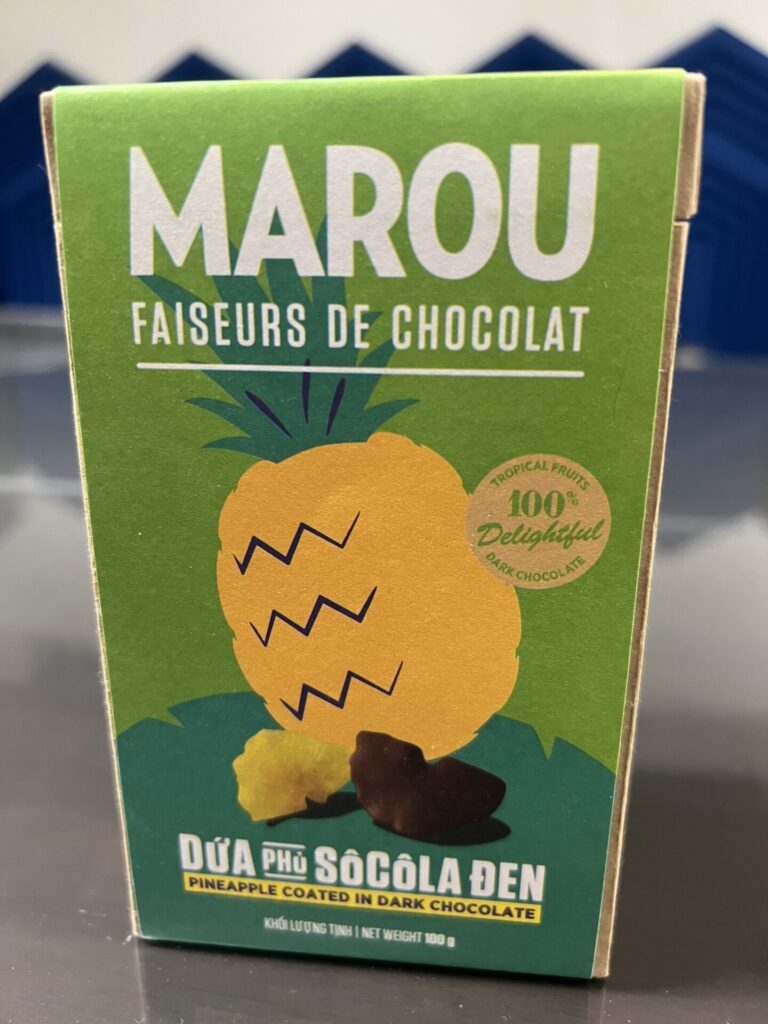 MAROU
FAISEURS DE CHOCOLAT
TROPICAL FRUITS
100%
Delightful
DARK CHOCOLATE
DỨA PHỦ SÔCÔLA ĐEN
PINEAPPLE COATED IN DARK CHOCOLATE
KHỐI LƯỢNG TỊNH | NET WEIGHT 100 g